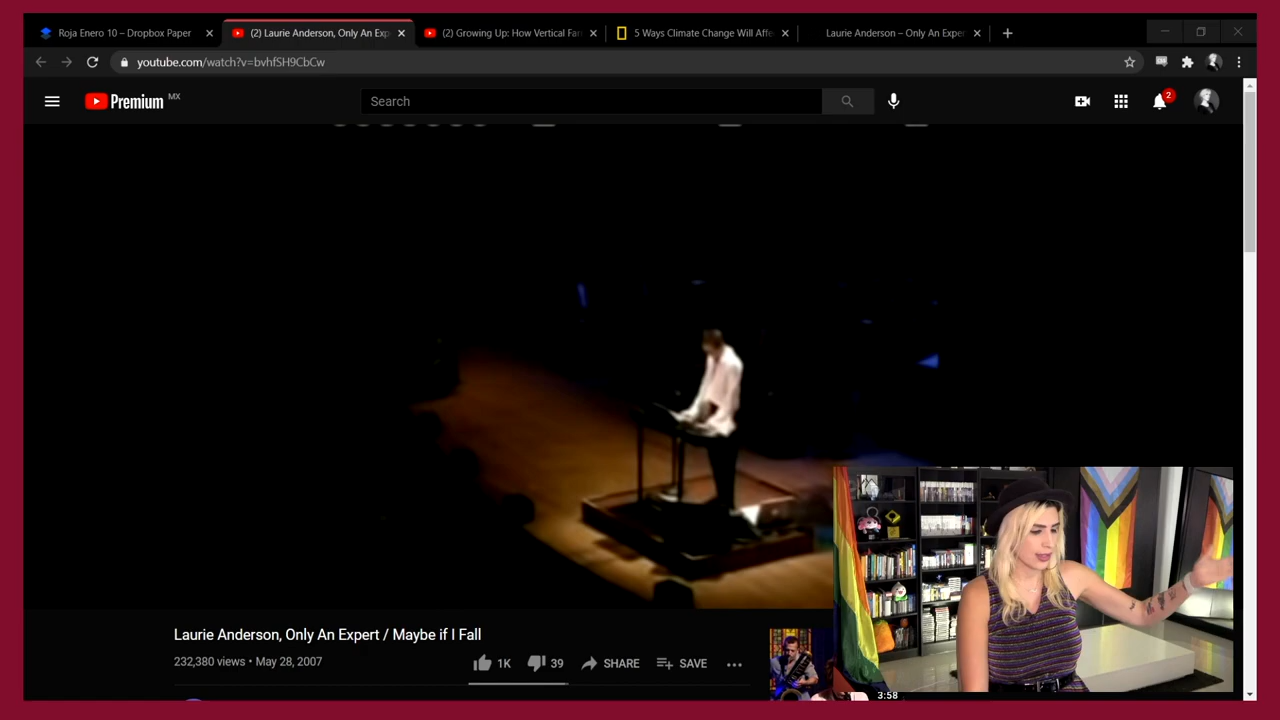 Roja Enero 10 – Dropbox Paper
(2) Laurie Anderson, Only An Exp
(2) Growing Up: How Vertical Far
5 Ways Climate Change Will Affe
Laurie Anderson – Only An Exper
youtube.com/watch?v=bvhfSH9CbCw
Premium MX
Search
2
Laurie Anderson, Only An Expert / Maybe if I Fall
232,380 views • May 28, 2007
1K
39
SHARE
SAVE
3:58